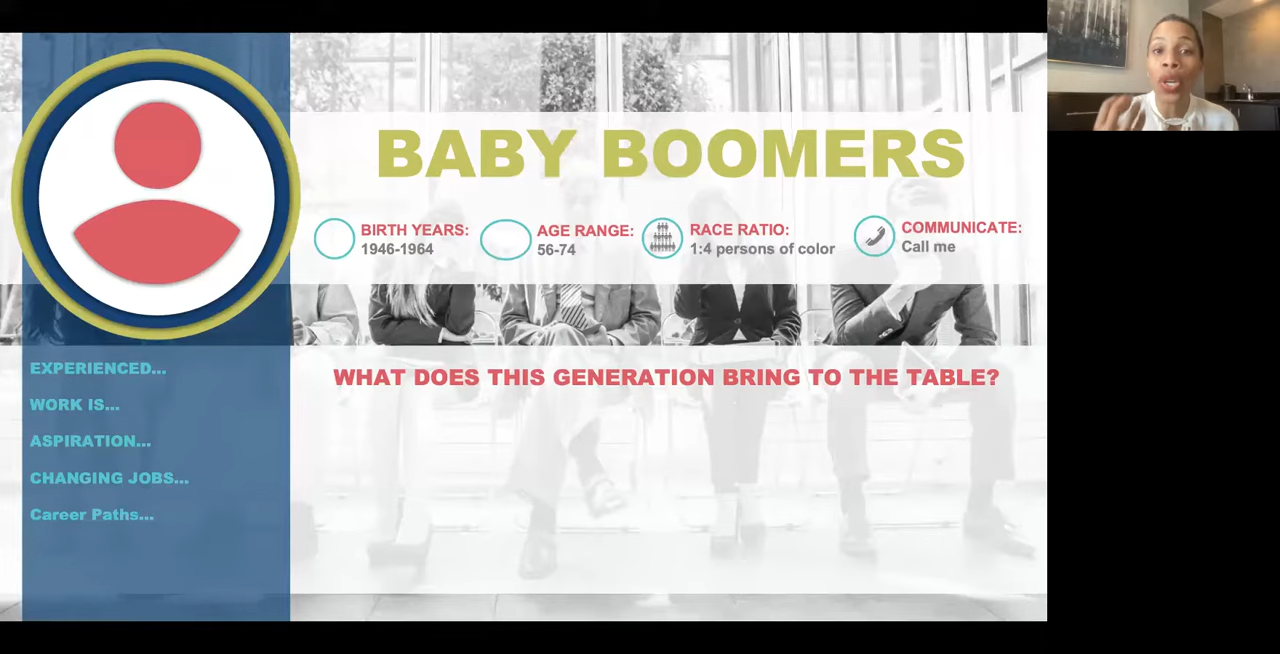 BABY BOOMERS
BIRTH YEARS:
1946-1964
AGE RANGE:
56-74
RACE RATIO:
1:4 persons of color
COMMUNICATE:
Call me
EXPERIENCED...
WORK IS...
ASPIRATION...
CHANGING JOBS...
Career Paths...
WHAT DOES THIS GENERATION BRING TO THE TABLE?